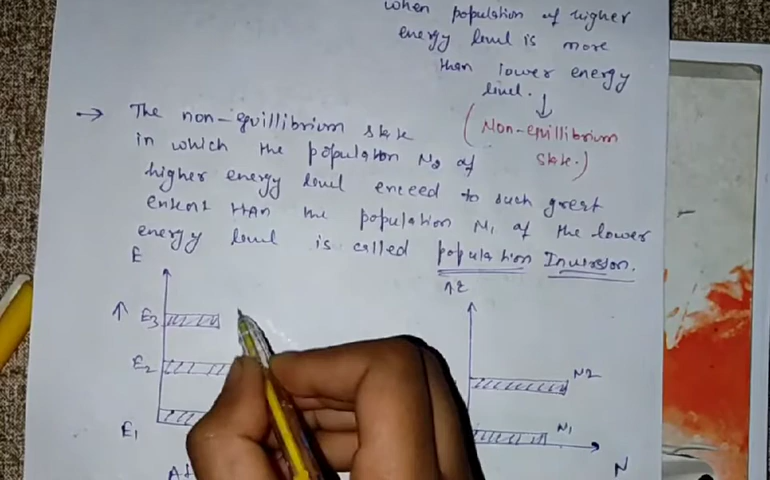 when population of higher
energy level is more
than lower energy
level.
(Non-equillibrium
state.)
→ The non-equillibrium state
in which the population N2 of
higher energy level exceed to such great
extent than the population N1 of the lower
energy level is called population Inversion.
E
↑ E3
E2
E1
At
↑E
N2
N1
N